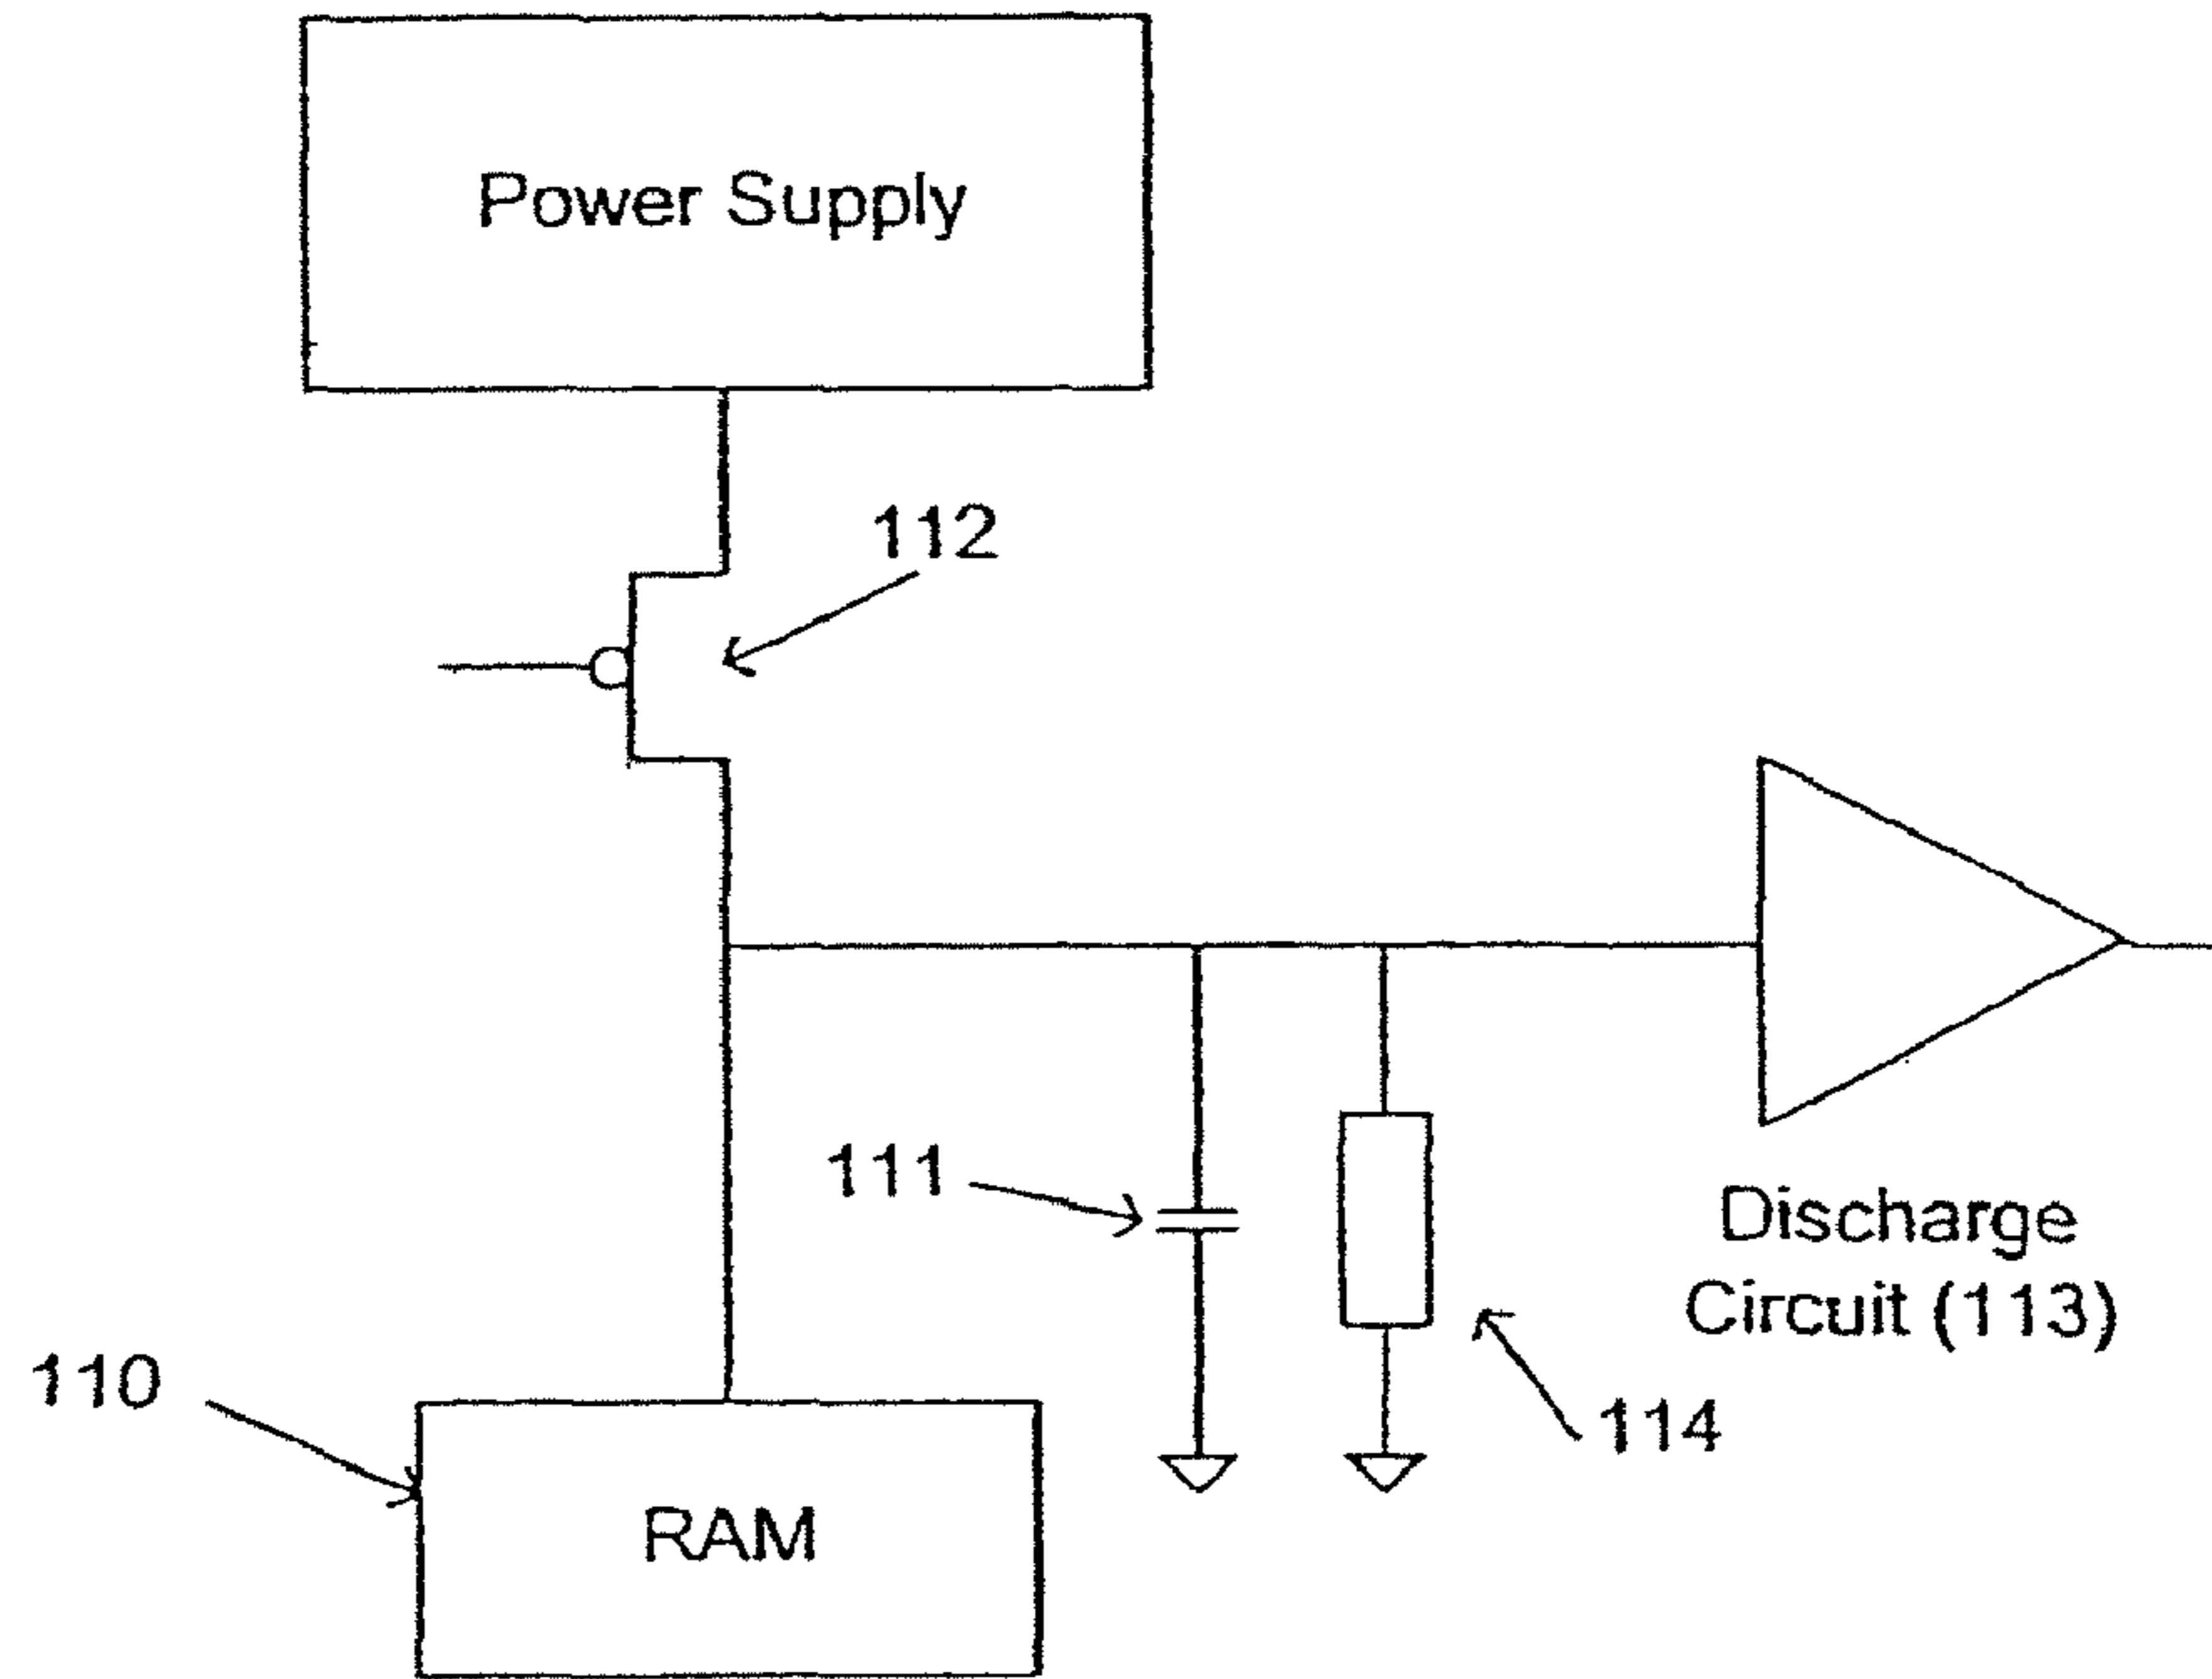 Power Supply
112
111
Discharge
Circuit (113)
110
114
RAM